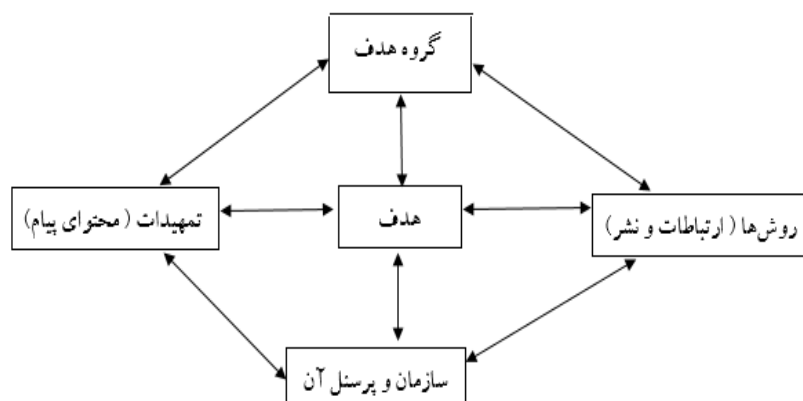 گروه هدف
روش‌ها (ارتباطات و نشر)
هدف
تمهیدات (محتوای پیام)
سازمان و پرسنل آن